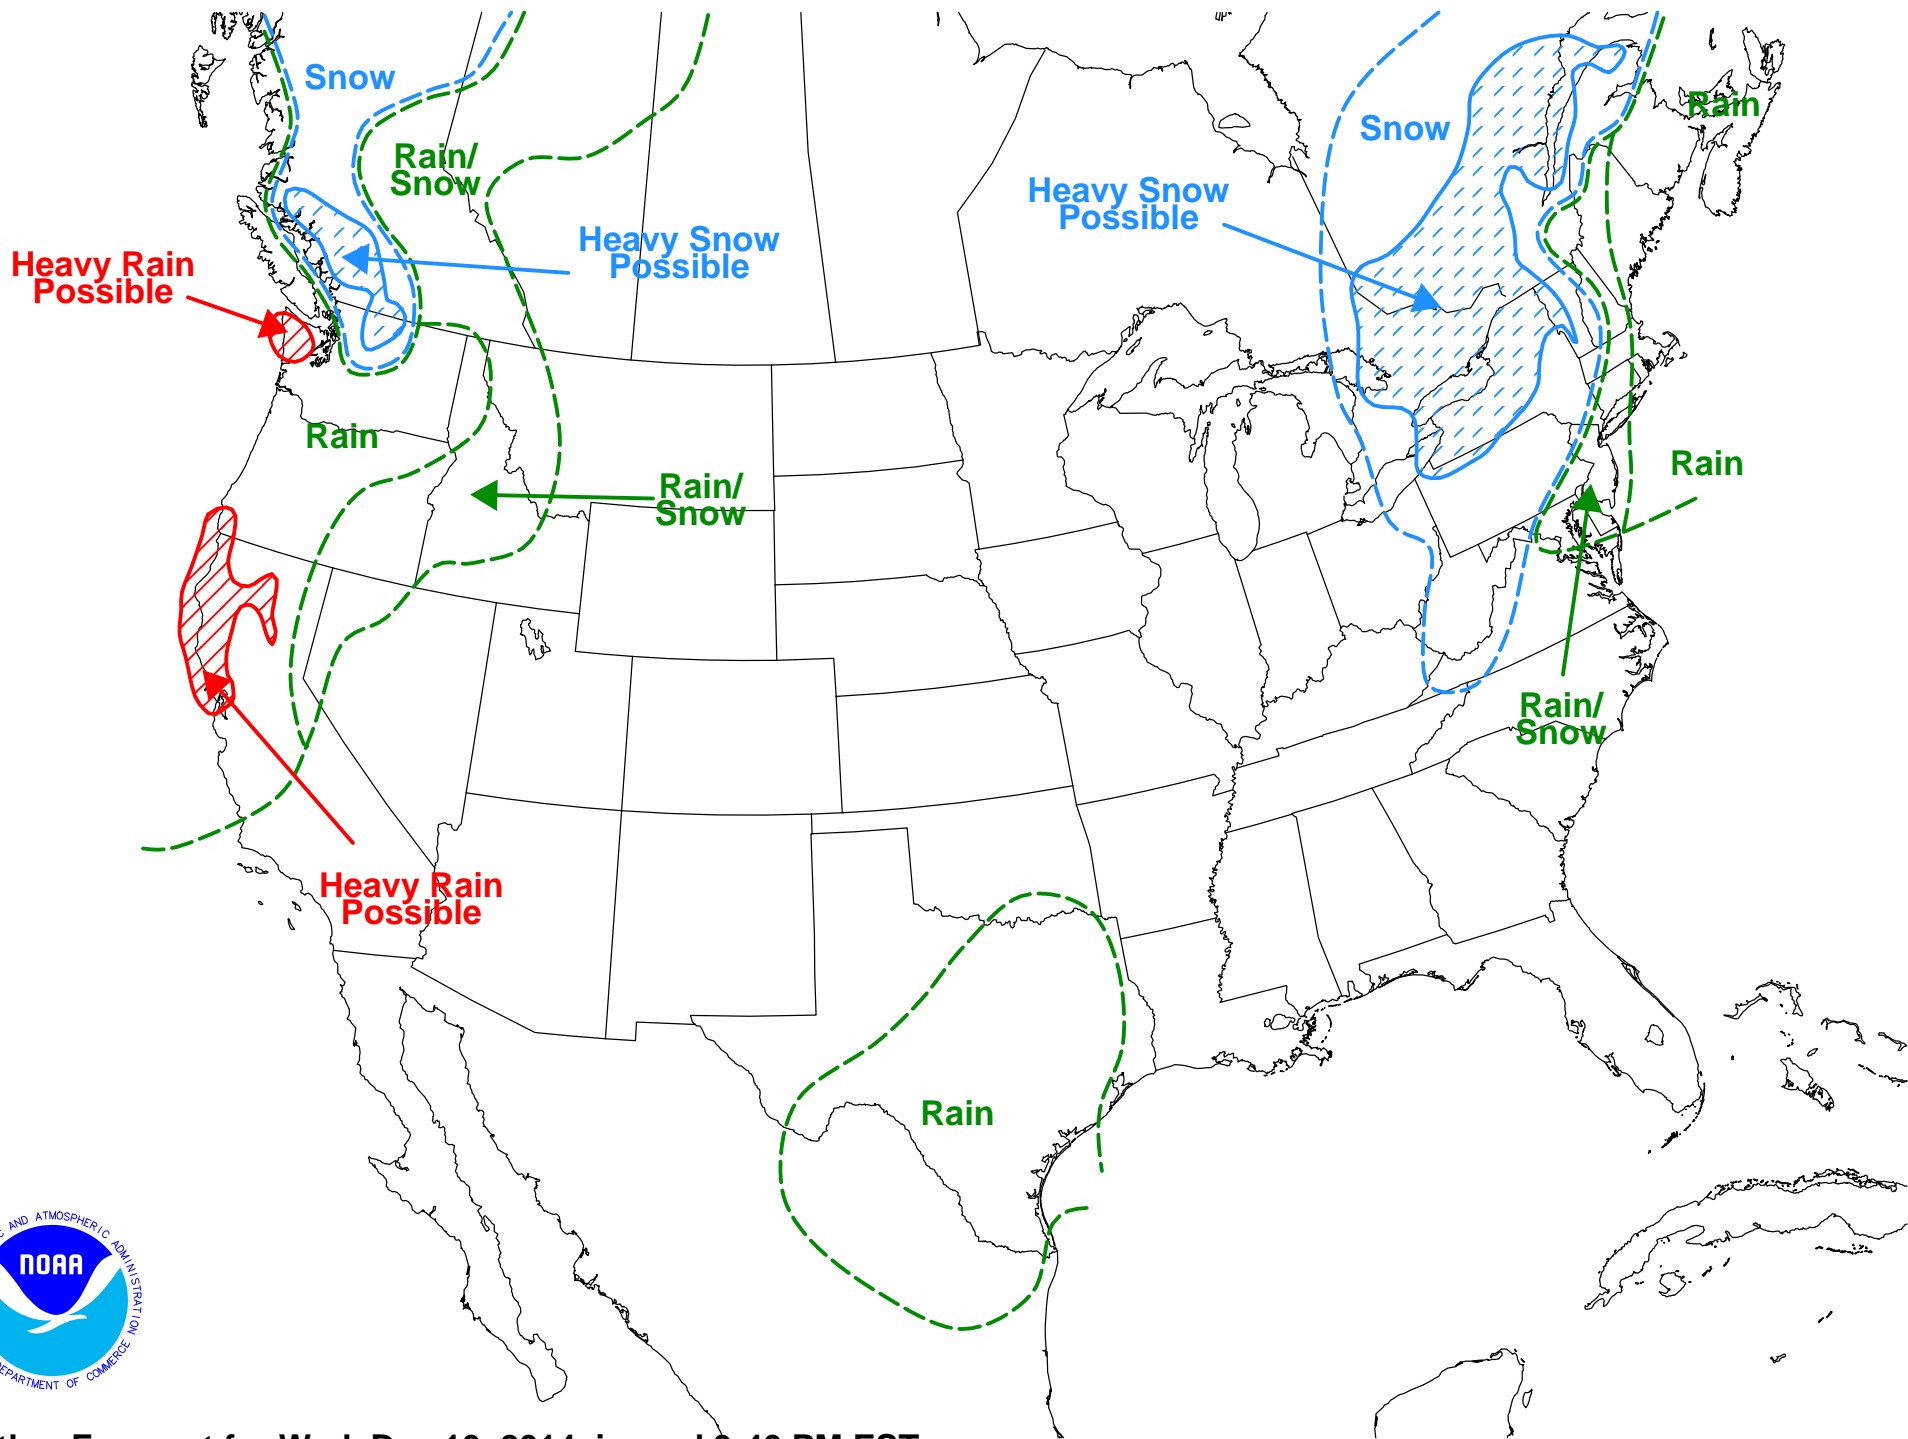 Snow
Rain/
Snow
Heavy Snow
Possible
Heavy Rain
Possible
Rain
Rain/
Snow
Heavy Rain
Possible
Rain
Heavy Snow
Possible
Snow
Rain
Rain
Rain/
Snow
AND ATMOSPHERIC ADMINISTRATION
NOAA
DEPARTMENT OF COMMERCE